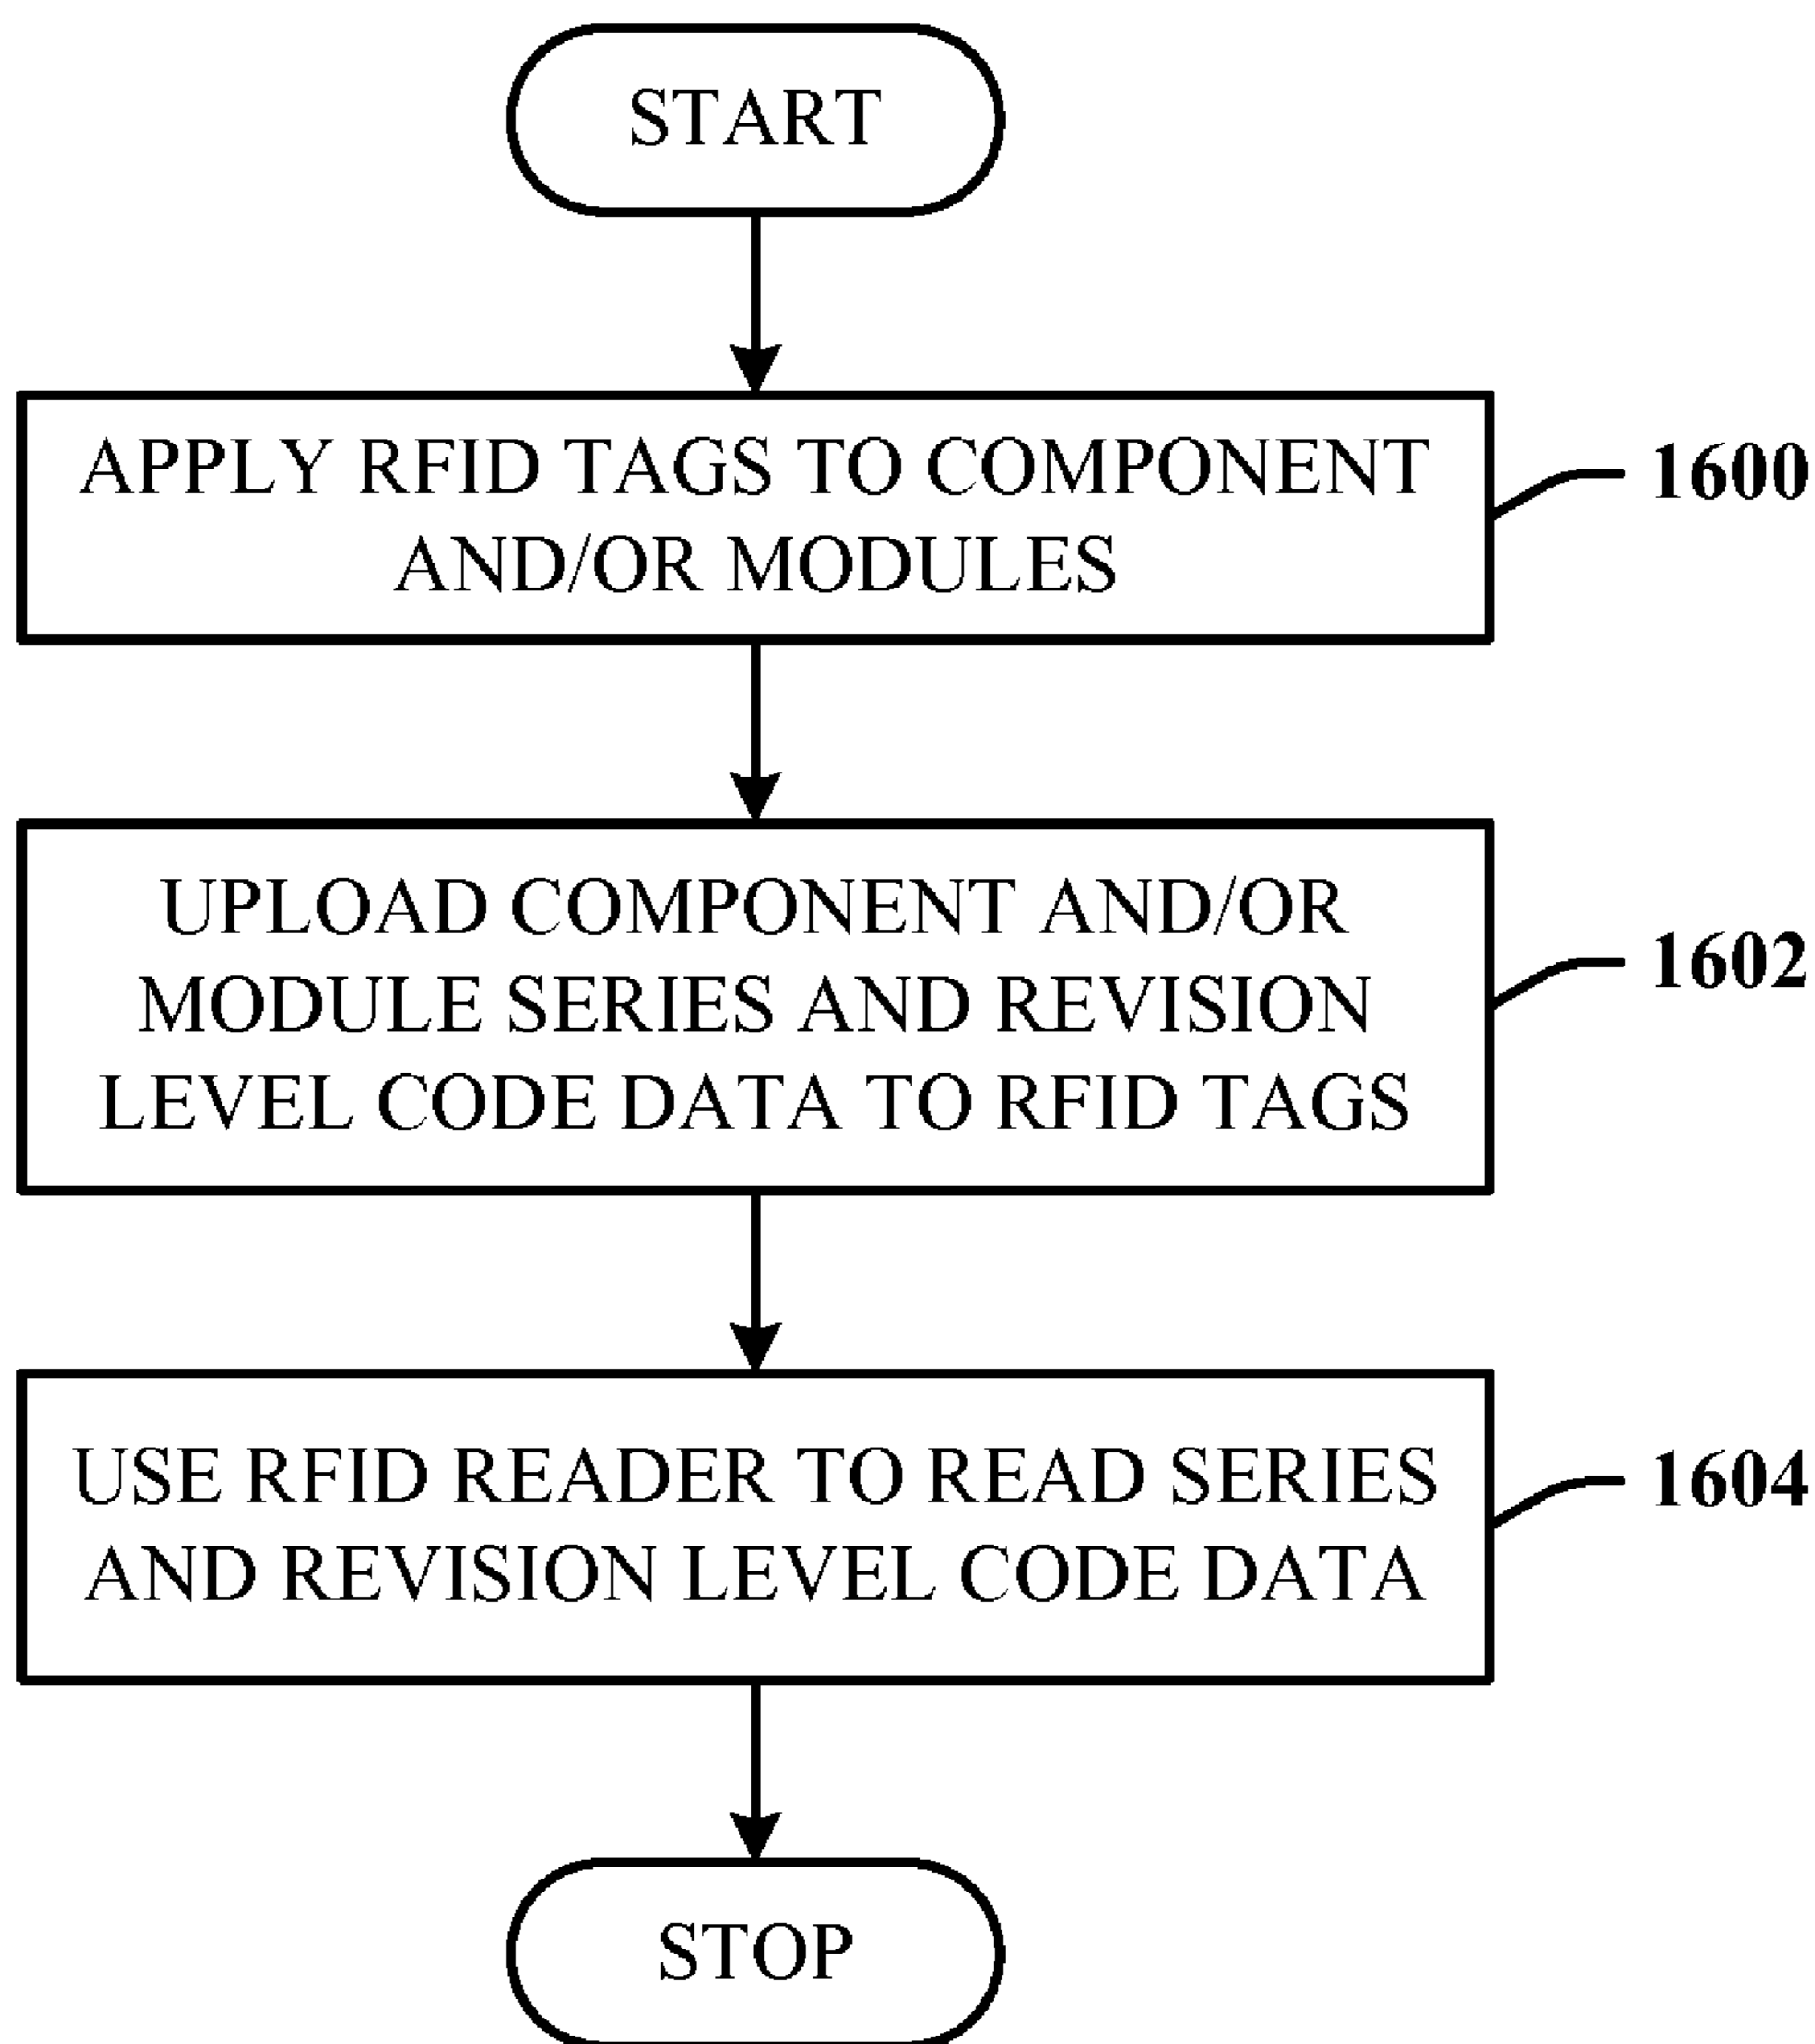 START
APPLY RFID TAGS TO COMPONENT
AND/OR MODULES
1600
UPLOAD COMPONENT AND/OR
MODULE SERIES AND REVISION
LEVEL CODE DATA TO RFID TAGS
1602
USE RFID READER TO READ SERIES
AND REVISION LEVEL CODE DATA
1604
STOP